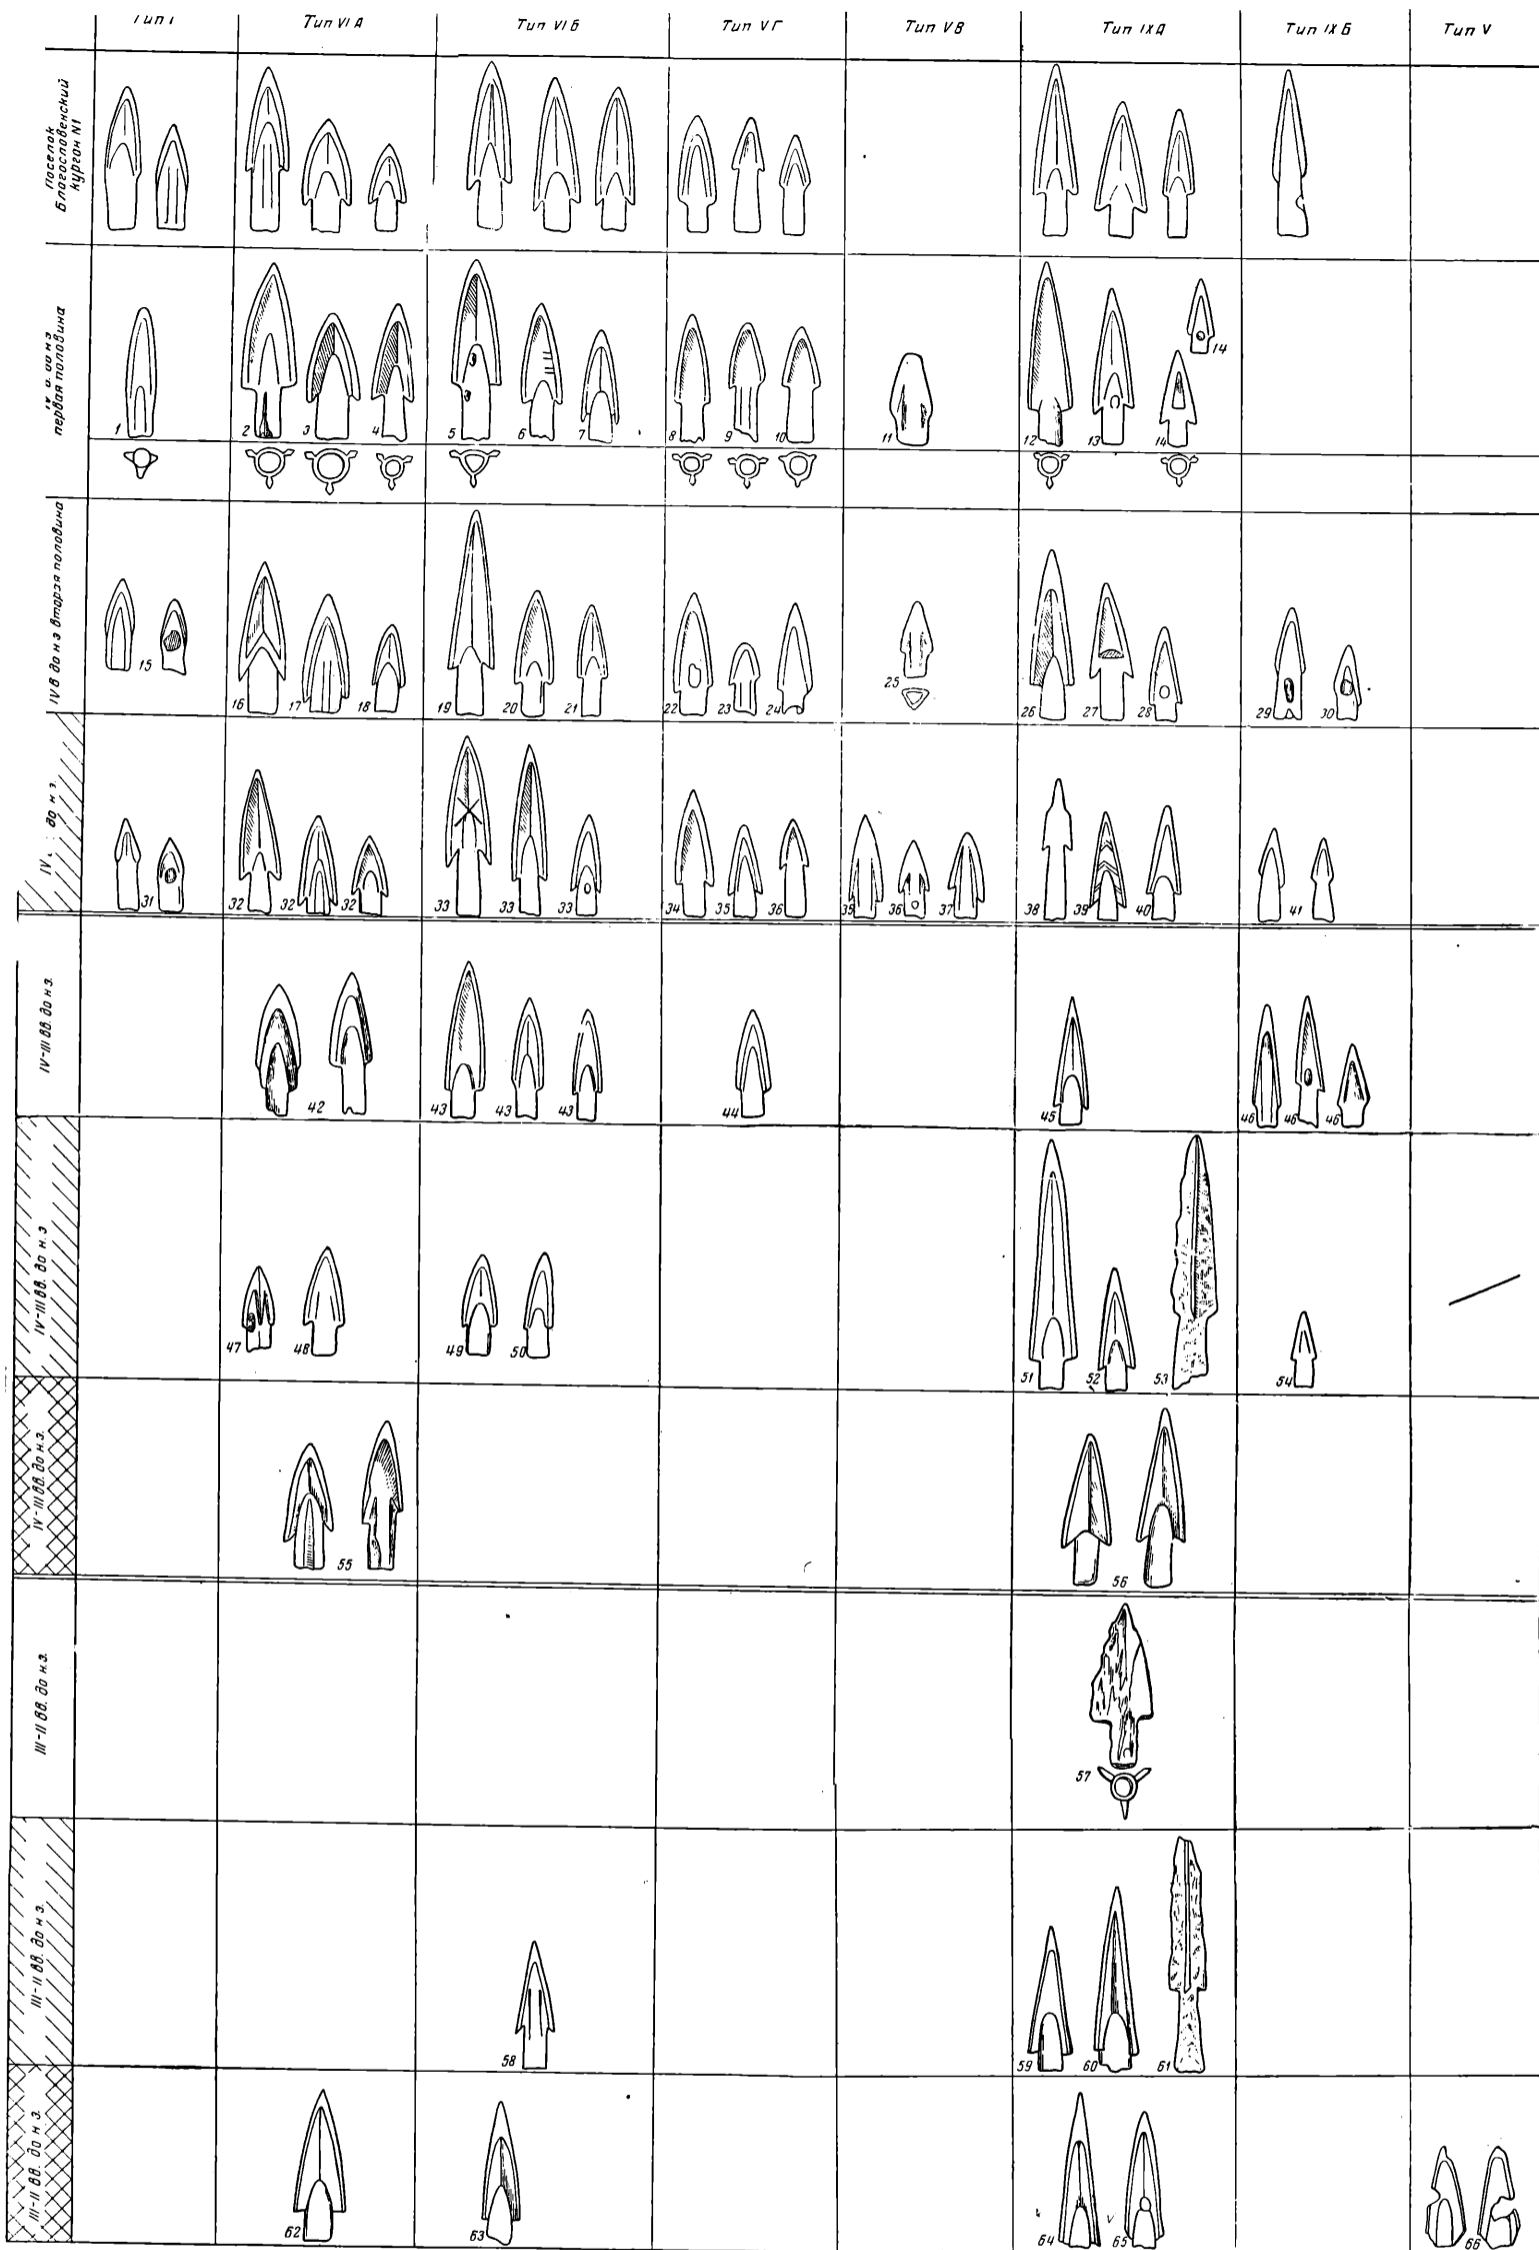 Тип I Тип VI А Тип VI Б Тип V Г Тип V В Тип IX А Тип IX Б Тип V
Поселок
Благословенский
курган №1
до н э
первая половина
1 2 3 4 5 6 7 8 9 10 11 12 13 14 14
IV в до н э вторая половина
15 16 17 18 19 20 21 22 23 24 25 26 27 28 29 30
IV до н э.
31 32 32 32 33 33 33 34 35 36 35 36 37 38 39 40 41
IV-III вв. до н э.
42 43 43 43 44 45 46 46 46
IV-III вв. до н.э
47 48 49 50 51 52 53 54
IV-III вв. до н.э.
55 56
III-II вв. до н.э.
57
III-II вв. до н э.
58 59 60 61
III-II вв. до н э.
62 63 64 65 66